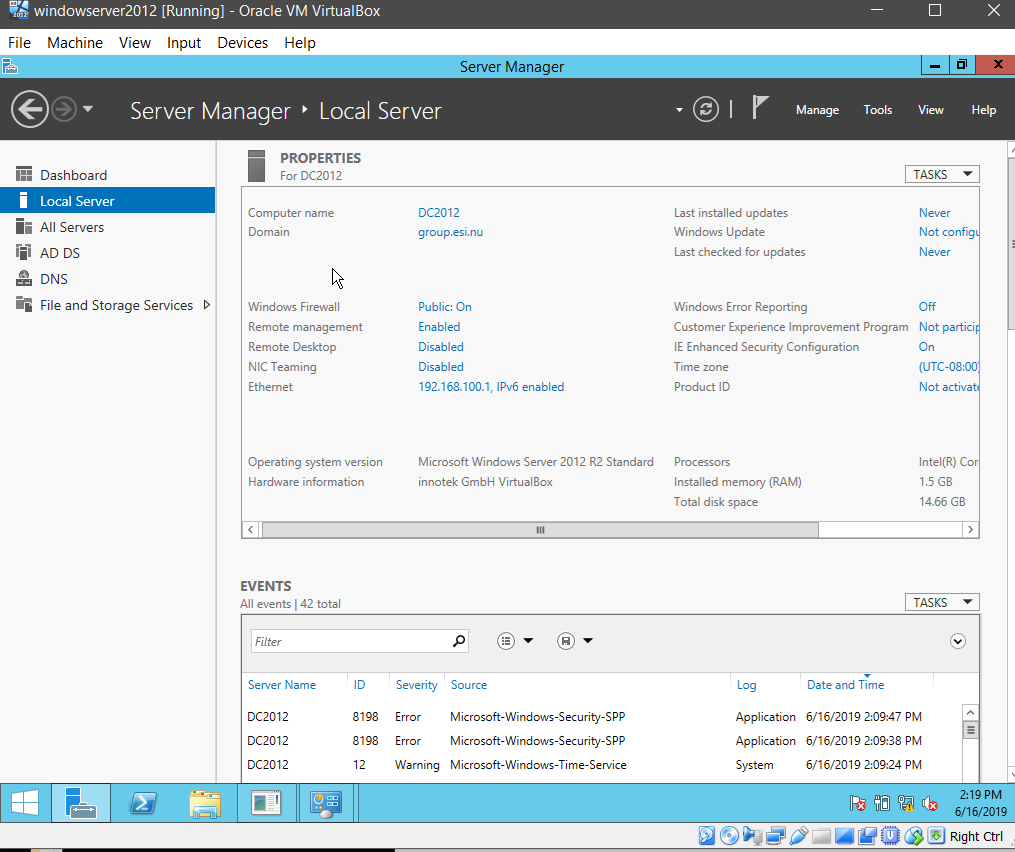 windowserver2012 [Running] - Oracle VM VirtualBox
File Machine View Input Devices Help
Server Manager
Server Manager Local Server
Manage Tools View Help
Dashboard
Local Server
All Servers
AD DS
DNS
File and Storage Services
PROPERTIES
For DC2012
TASKS
Computer name DC2012 Last installed updates Never
Domain group.esi.nu Windows Update Not configu
Last checked for updates Never
Windows Firewall Public: On Windows Error Reporting Off
Remote management Enabled Customer Experience Improvement Program Not particip
Remote Desktop Disabled IE Enhanced Security Configuration On
NIC Teaming Disabled Time zone (UTC-08:00)
Ethernet 192.168.100.1, IPv6 enabled Product ID Not activate
Operating system version Microsoft Windows Server 2012 R2 Standard Processors Intel(R) Cor
Hardware information innotek GmbH VirtualBox Installed memory (RAM) 1.5 GB
Total disk space 14.66 GB
EVENTS
All events | 42 total
TASKS
Filter
Server Name ID Severity Source Log Date and Time
DC2012 8198 Error Microsoft-Windows-Security-SPP Application 6/16/2019 2:09:47 PM
DC2012 8198 Error Microsoft-Windows-Security-SPP Application 6/16/2019 2:09:38 PM
DC2012 12 Warning Microsoft-Windows-Time-Service System 6/16/2019 2:09:24 PM
2:19 PM
6/16/2019
Right Ctrl